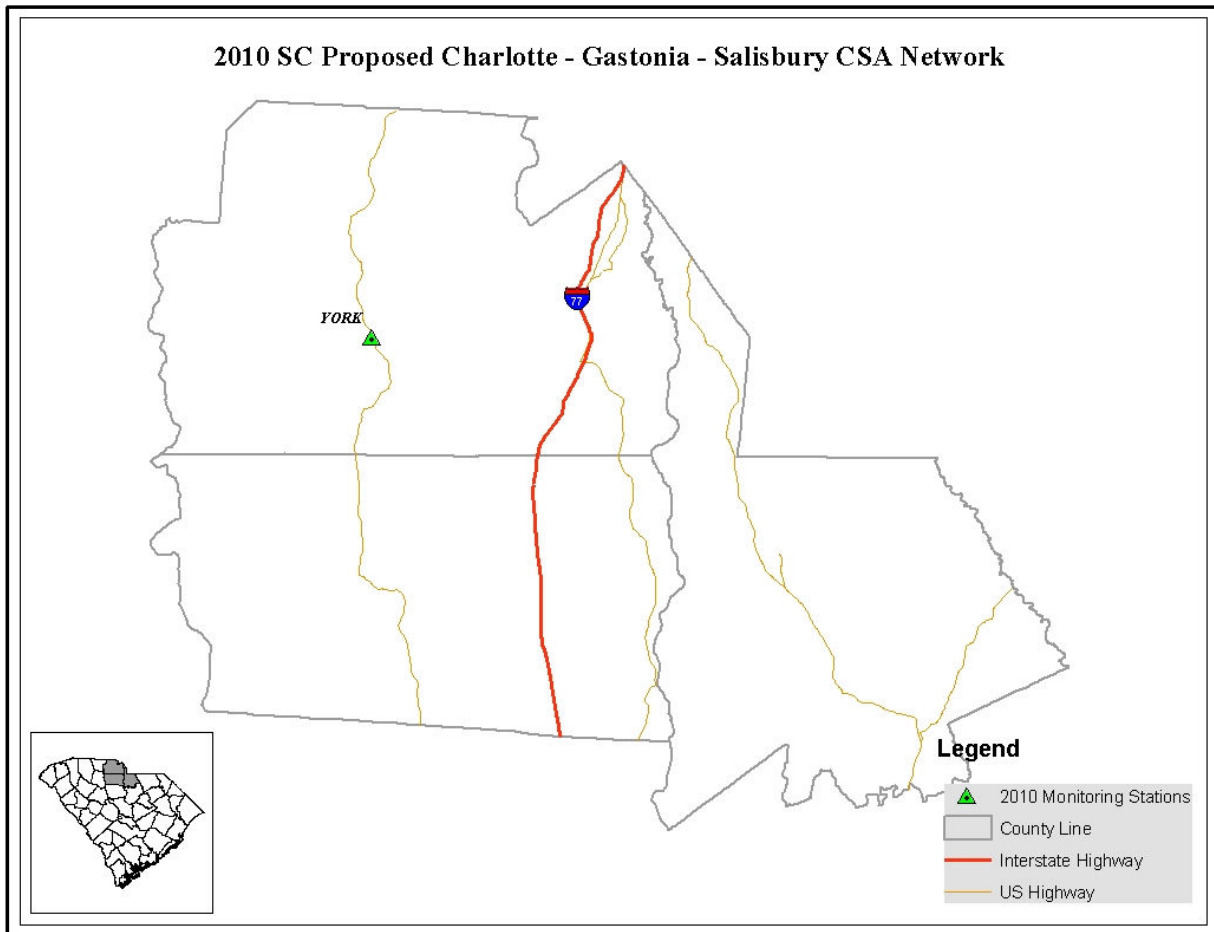 2010 SC Proposed Charlotte - Gastonia - Salisbury CSA Network
YORK
77
Legend
2010 Monitoring Stations
County Line
Interstate Highway
US Highway